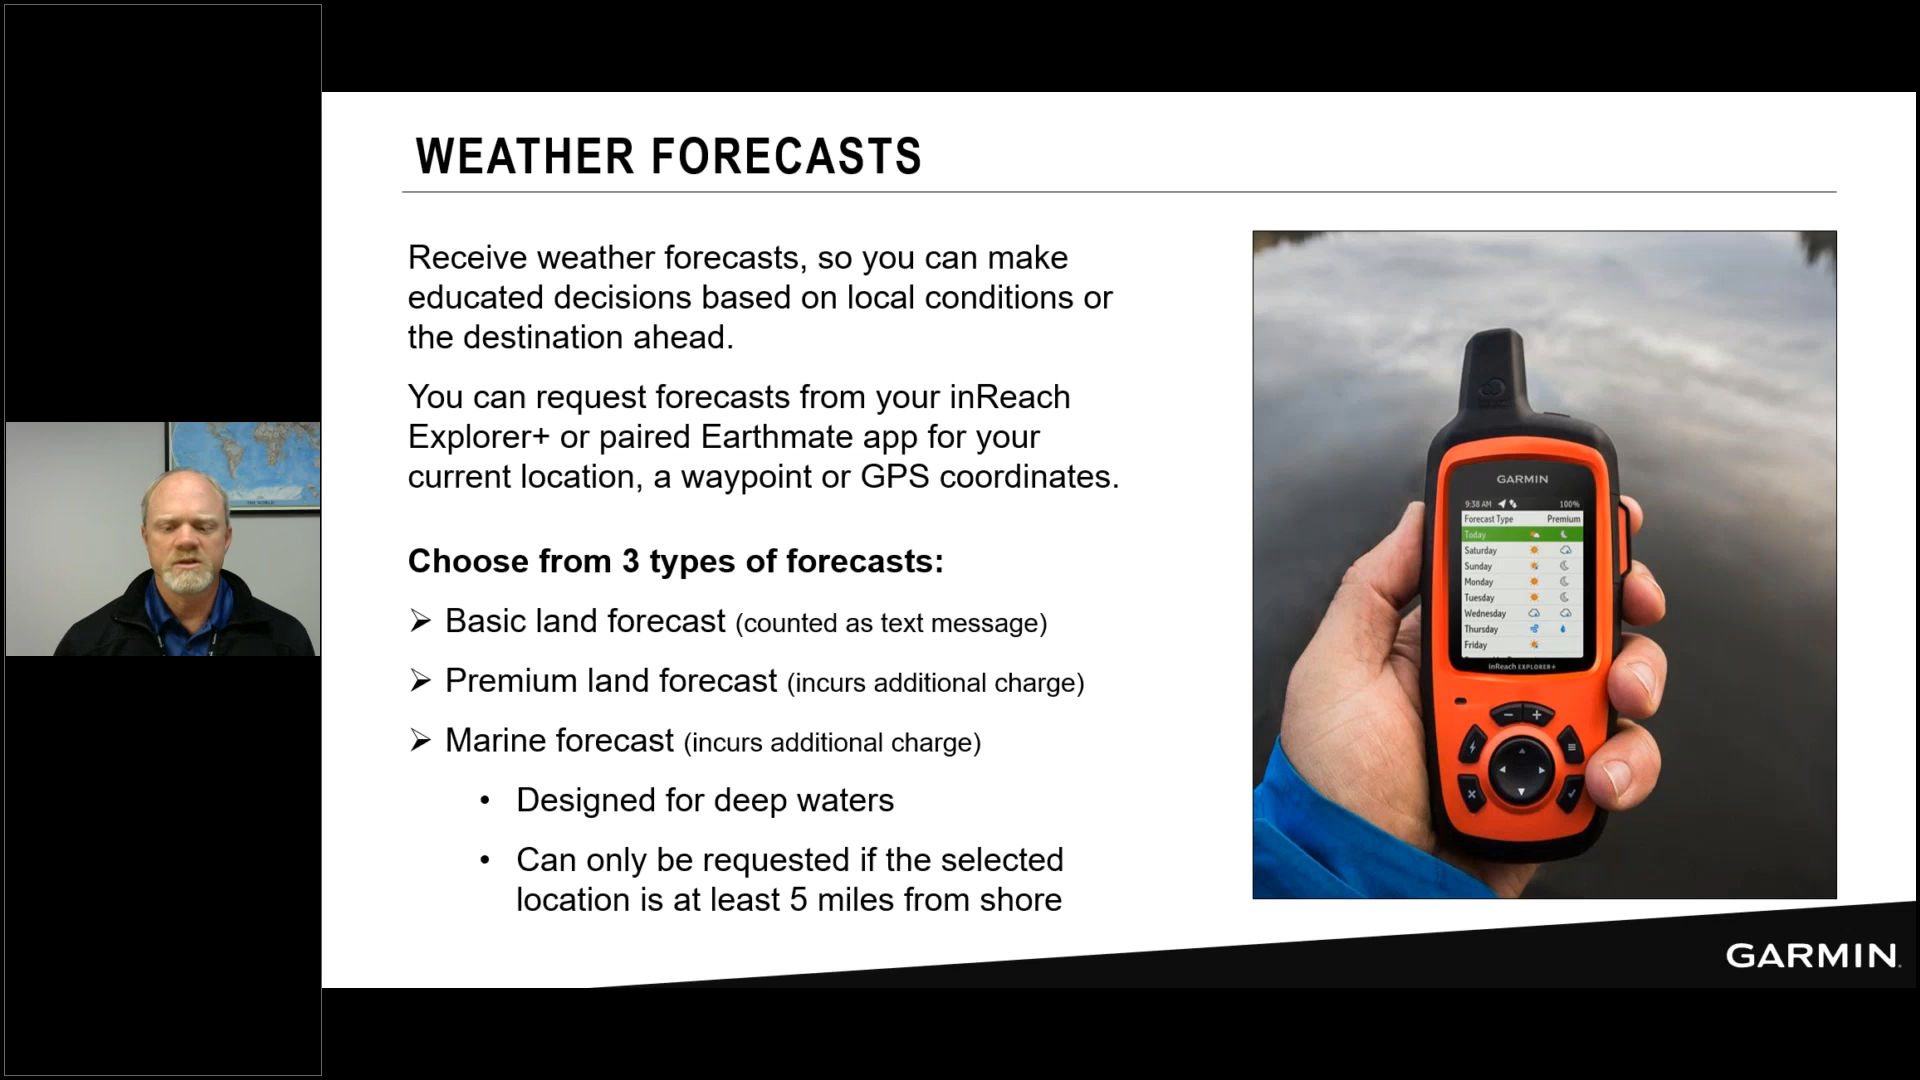 WEATHER FORECASTS
Receive weather forecasts, so you can make
educated decisions based on local conditions or
the destination ahead.
You can request forecasts from your inReach
Explorer+ or paired Earthmate app for your
current location, a waypoint or GPS coordinates.
Choose from 3 types of forecasts:
➢ Basic land forecast (counted as text message)
➢ Premium land forecast (incurs additional charge)
➢ Marine forecast (incurs additional charge)
• Designed for deep waters
• Can only be requested if the selected
location is at least 5 miles from shore
GARMIN
9:38 AM 100%
Forecast Type Premium
Today
Saturday
Sunday
Monday
Tuesday
Wednesday
Thursday
Friday
inReach EXPLORER+
GARMIN.
THE WORLD